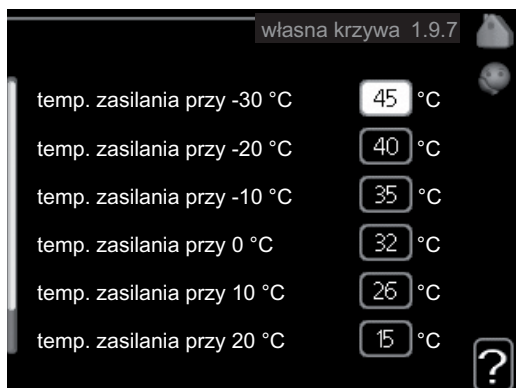 własna krzywa 1.9.7
temp. zasilania przy -30 °C 45 °C
temp. zasilania przy -20 °C 40 °C
temp. zasilania przy -10 °C 35 °C
temp. zasilania przy 0 °C 32 °C
temp. zasilania przy 10 °C 26 °C
temp. zasilania przy 20 °C 15 °C
?